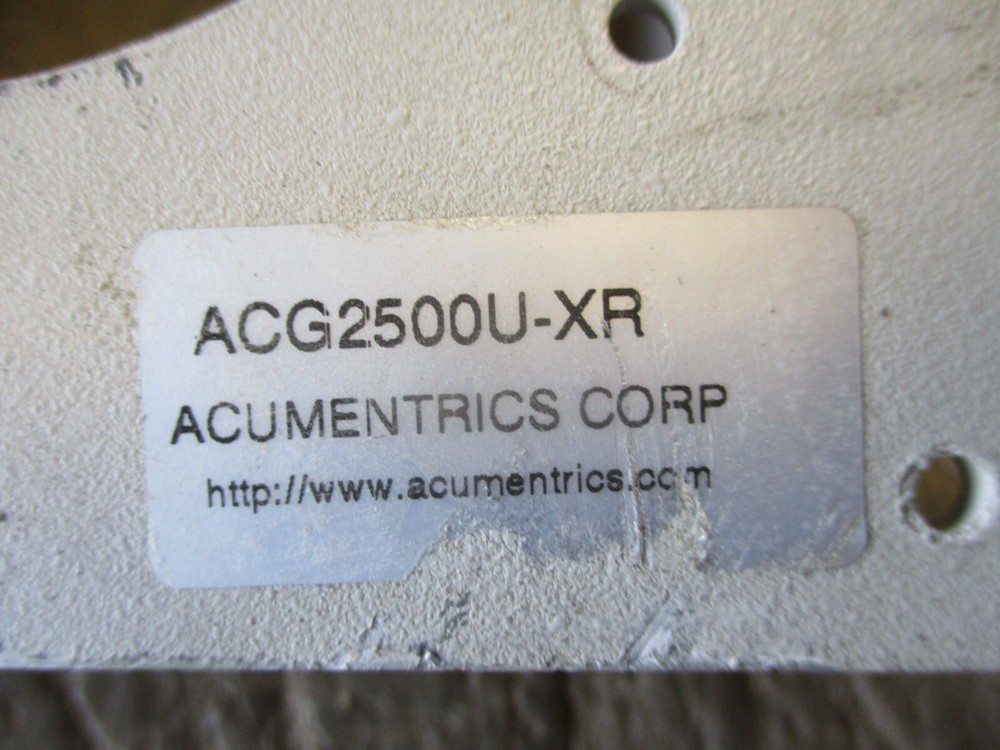 ACG2500U-XR
ACUMENTRICS CORP
http://www.acumentrics.com